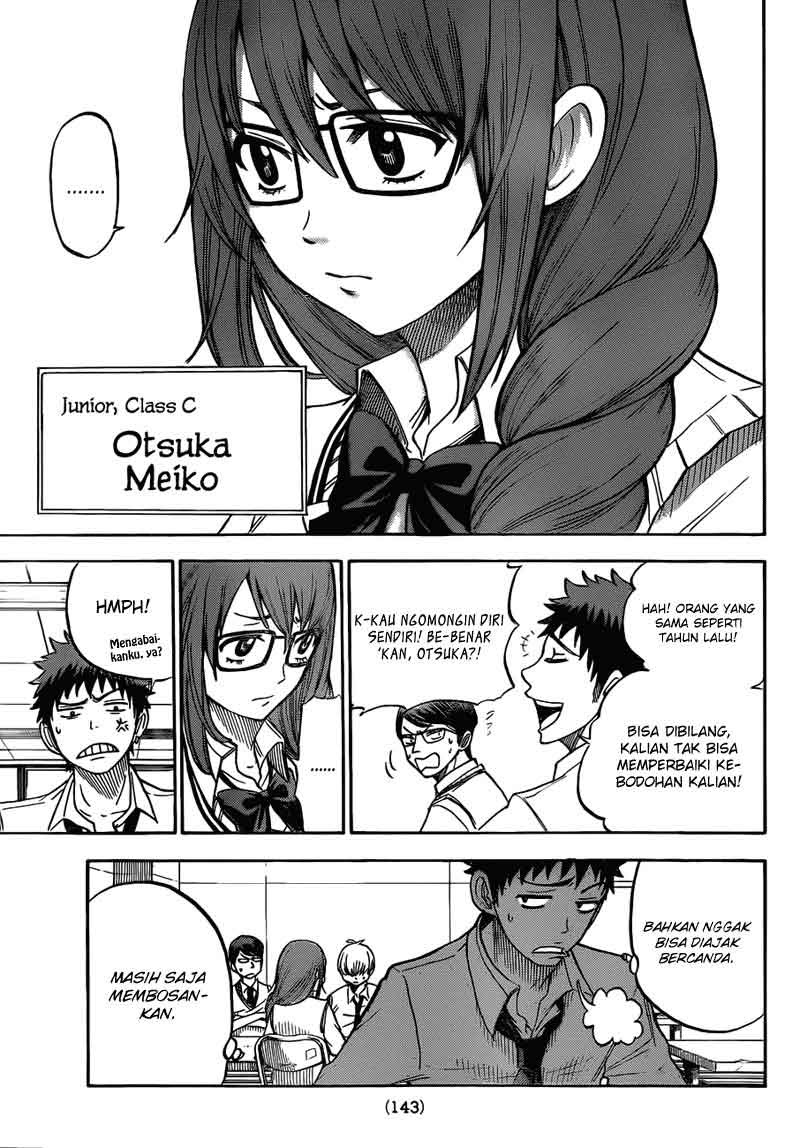 .......
Junior, Class C
Otsuka
Meiko
HAH! ORANG YANG
SAMA SEPERTI
TAHUN LALU!
BISA DIBILANG,
KALIAN TAK BISA
MEMPERBAIKI KE-
BODOHAN KALIAN!
K-KAU NGOMONGIN DIRI
SENDIRI! BE-BENAR
'KAN, OTSUKA?!
.......
HMPH!
Mengabai-
kanku, ya?
BAHKAN NGGAK
BISA DIAJAK
BERCANDA.
MASIH SAJA
MEMBOSAN-
KAN.
(143)